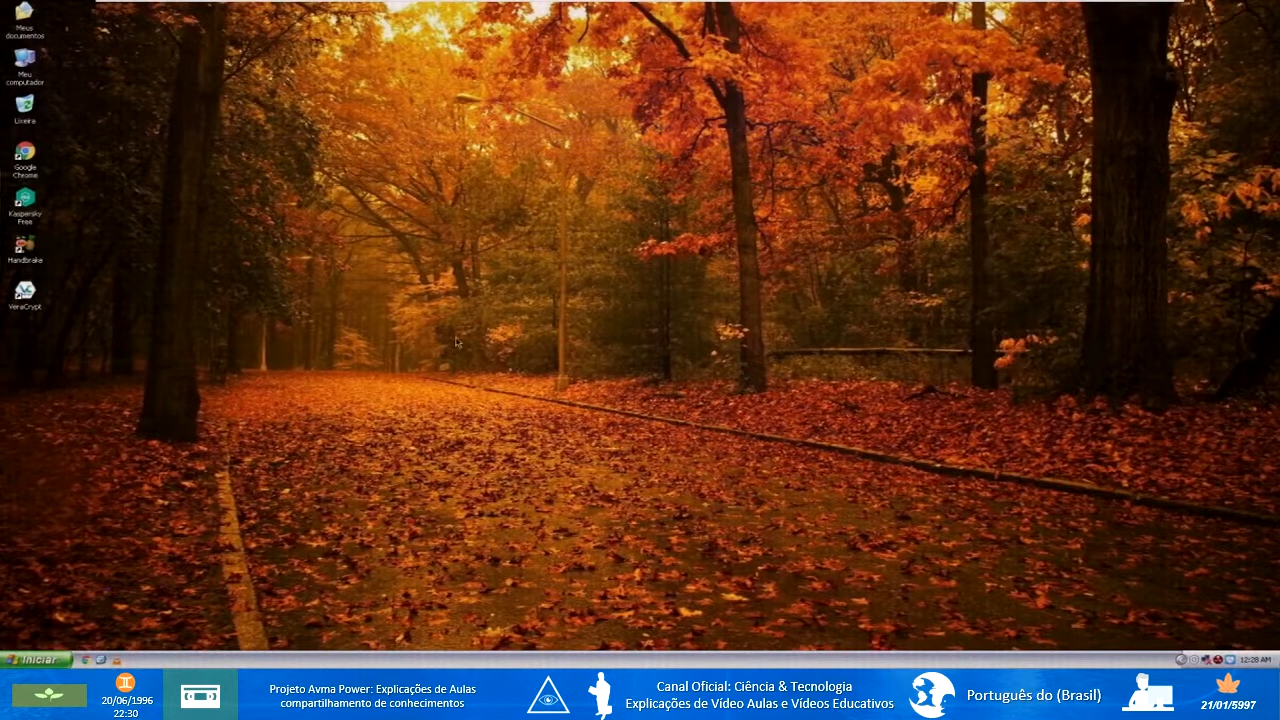 Meus
documentos
Meu
computador
Lixeira
Google
Chrome
Kaspersky
Free
Handbrake
VeraCrypt
Iniciar
12:28 AM
20/06/1996
22:30
Projeto Avma Power: Explicações de Aulas
compartilhamento de conhecimentos
Canal Oficial: Ciência & Tecnologia
Explicações de Vídeo Aulas e Vídeos Educativos
Português do (Brasil)
21/01/5997